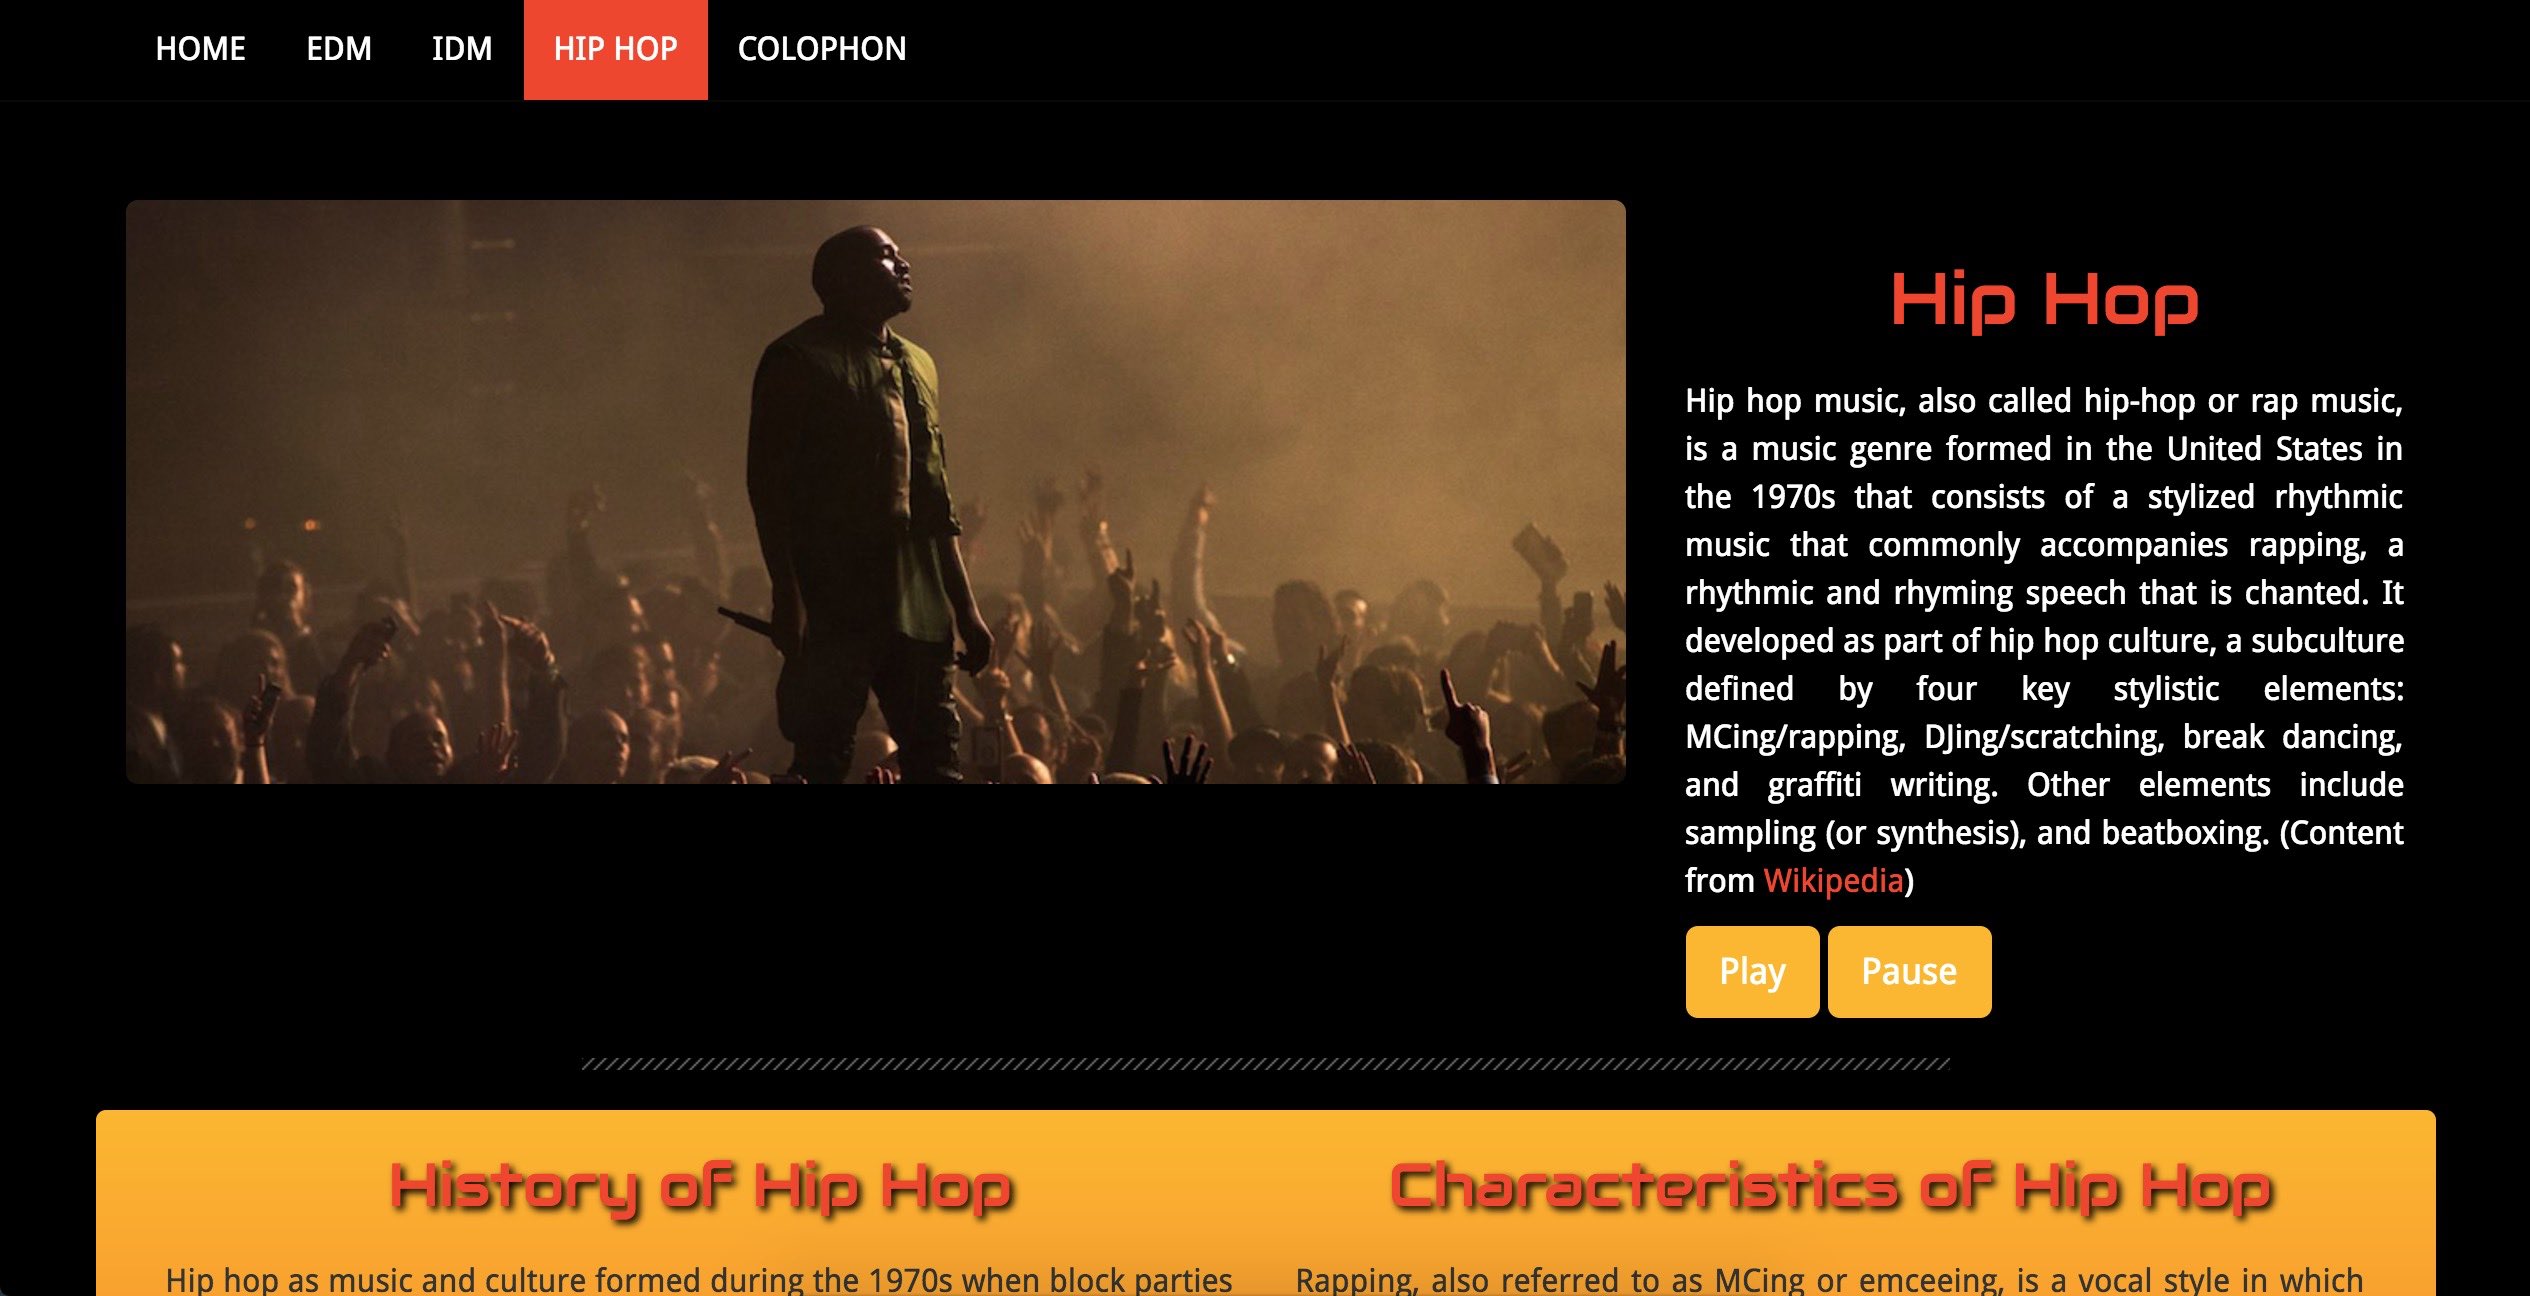 HOME EDM IDM HIP HOP COLOPHON
Hip Hop
Hip hop music, also called hip-hop or rap music,
is a music genre formed in the United States in
the 1970s that consists of a stylized rhythmic
music that commonly accompanies rapping, a
rhythmic and rhyming speech that is chanted. It
developed as part of hip hop culture, a subculture
defined by four key stylistic elements:
MCing/rapping, DJing/scratching, break dancing,
and graffiti writing. Other elements include
sampling (or synthesis), and beatboxing. (Content
from Wikipedia)
Play Pause
History of Hip Hop
Hip hop as music and culture formed during the 1970s when block parties
Characteristics of Hip Hop
Rapping, also referred to as MCing or emceeing, is a vocal style in which